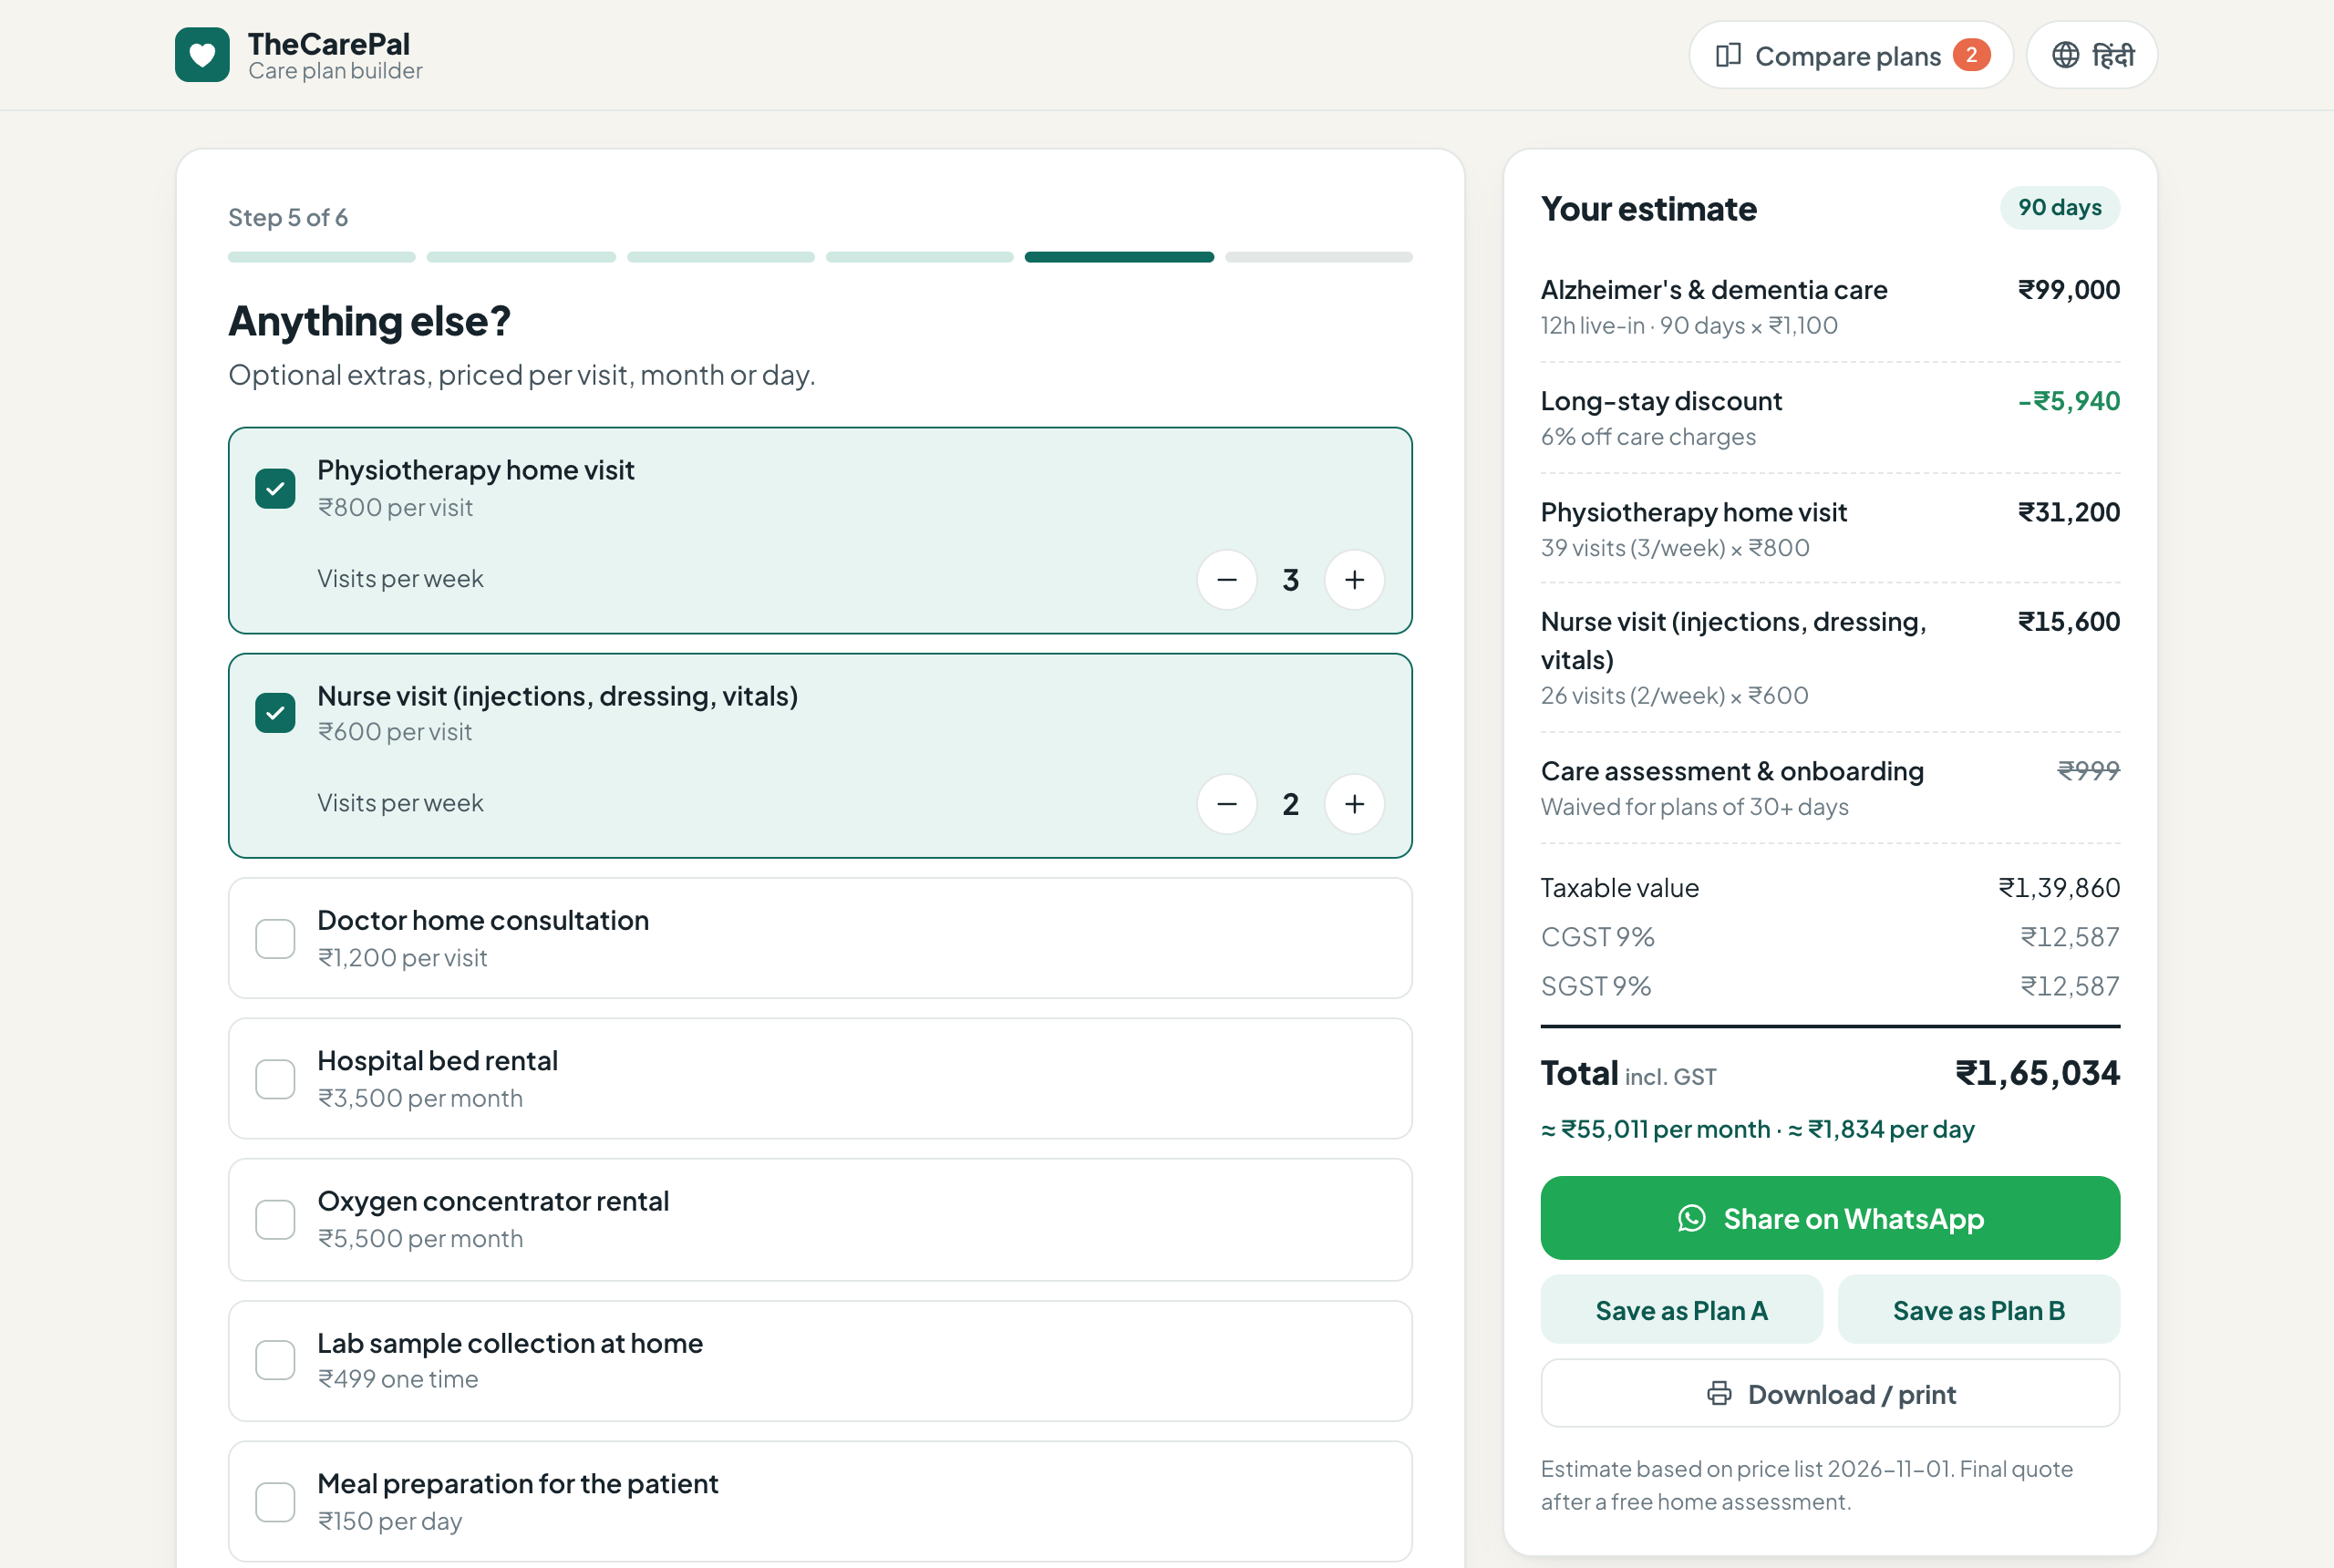 TheCarePal
Care plan builder
Compare plans 2
हिंदी
Step 5 of 6
Anything else?
Optional extras, priced per visit, month or day.
Physiotherapy home visit
₹800 per visit
Visits per week
3
Nurse visit (injections, dressing, vitals)
₹600 per visit
Visits per week
2
Doctor home consultation
₹1,200 per visit
Hospital bed rental
₹3,500 per month
Oxygen concentrator rental
₹5,500 per month
Lab sample collection at home
₹499 one time
Meal preparation for the patient
₹150 per day
Your estimate 90 days
Alzheimer's & dementia care ₹99,000
12h live-in · 90 days × ₹1,100
Long-stay discount -₹5,940
6% off care charges
Physiotherapy home visit ₹31,200
39 visits (3/week) × ₹800
Nurse visit (injections, dressing, ₹15,600
vitals)
26 visits (2/week) × ₹600
Care assessment & onboarding ₹999
Waived for plans of 30+ days
Taxable value ₹1,39,860
CGST 9% ₹12,587
SGST 9% ₹12,587
Total incl. GST ₹1,65,034
≈ ₹55,011 per month · ≈ ₹1,834 per day
Share on WhatsApp
Save as Plan A
Save as Plan B
Download / print
Estimate based on price list 2026-11-01. Final quote
after a free home assessment.